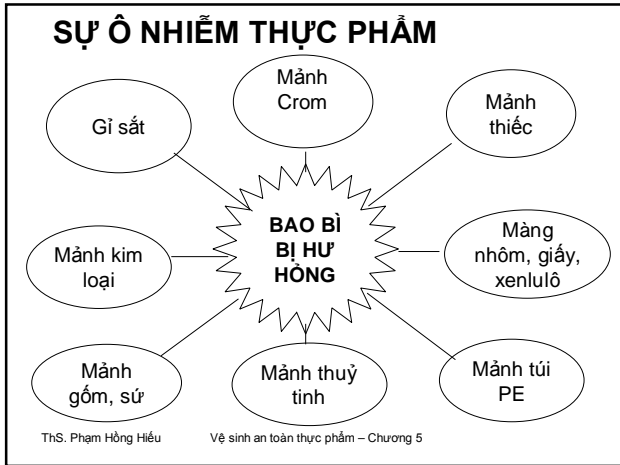 SỰ Ô NHIỄM THỰC PHẨM
Mảnh
Crom
Mảnh
thiếc
Gỉ sắt
BAO BÌ
BỊ HƯ
HỎNG
Màng
nhôm, giấy,
xenlulô
Mảnh kim
loại
Mảnh
gốm, sứ
Mảnh thuỷ
tinh
Mảnh túi
PE
ThS. Phạm Hồng Hiếu
Vệ sinh an toàn thực phẩm – Chương 5